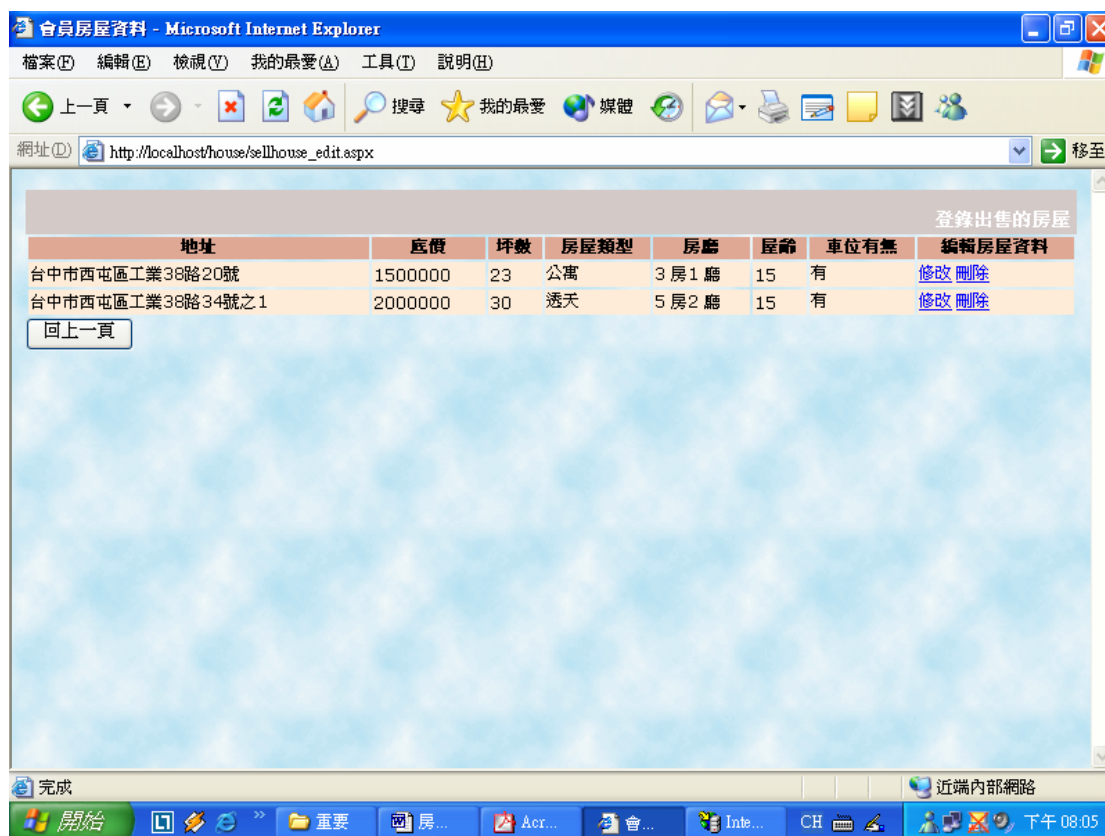 會員房屋資料 - Microsoft Internet Explorer
檔案(F) 編輯(E) 檢視(V) 我的最愛(A) 工具(T) 說明(H)
上一頁 搜尋 我的最愛 媒體
網址(D) http://localhost/house/sellhouse_edit.aspx 移至
登錄出售的房屋
地址 底價 坪數 房屋類型 房廳 屋齡 車位有無 編輯房屋資料
台中市西屯區工業38路20號 1500000 23 公寓 3 房1 廳 15 有 修改 刪除
台中市西屯區工業38路34號之1 2000000 30 透天 5 房2 廳 15 有 修改 刪除
回上一頁
完成 近端內部網路
開始 » 重要 房... Acr... 會... Inte... CH 下午 08:05